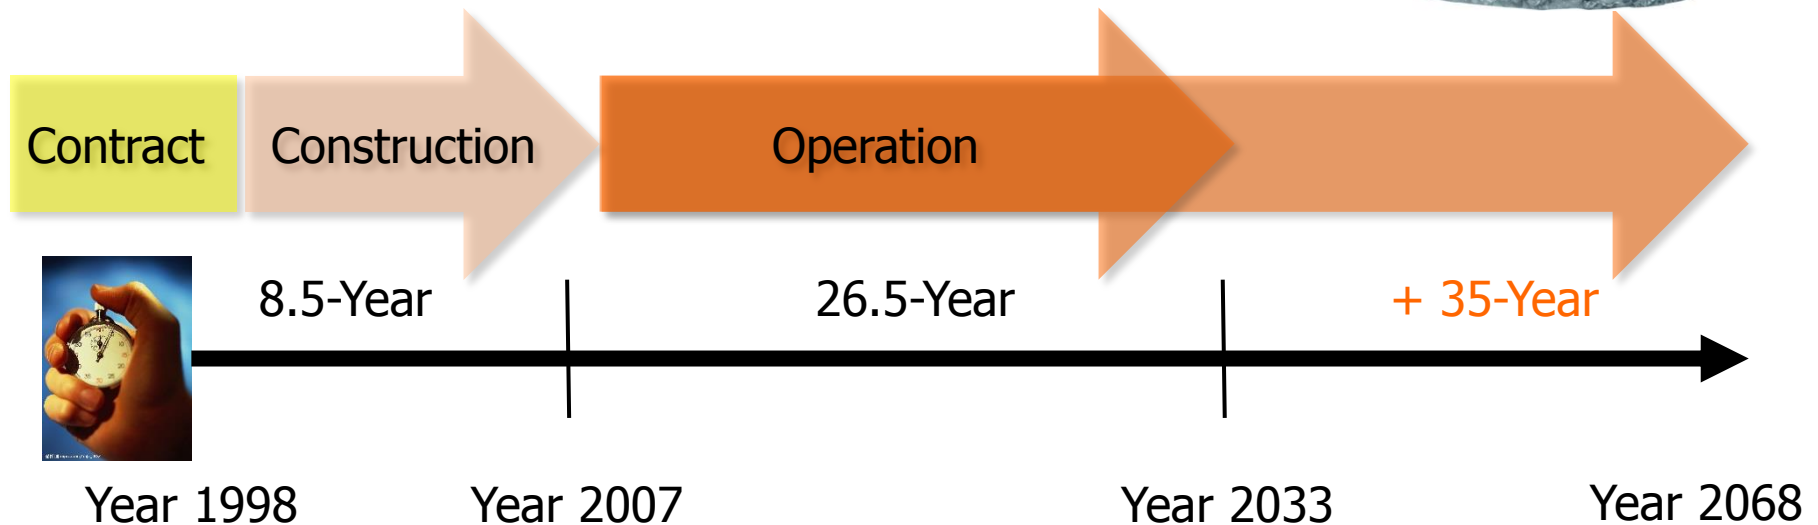 Contract
Construction
Operation
8.5-Year
26.5-Year
+ 35-Year
Year 1998
Year 2007
Year 2033
Year 2068